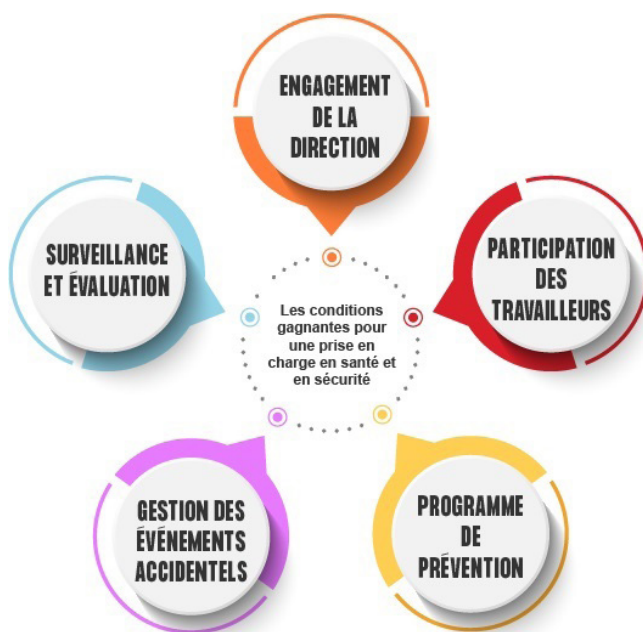 ENGAGEMENT
DE LA
DIRECTION
PARTICIPATION
DES
TRAVAILLEURS
PROGRAMME
DE
PRÉVENTION
GESTION DES
ÉVÉNEMENTS
ACCIDENTELS
SURVEILLANCE
ET ÉVALUATION
Les conditions
gagnantes pour
une prise en
charge en santé et
en sécurité